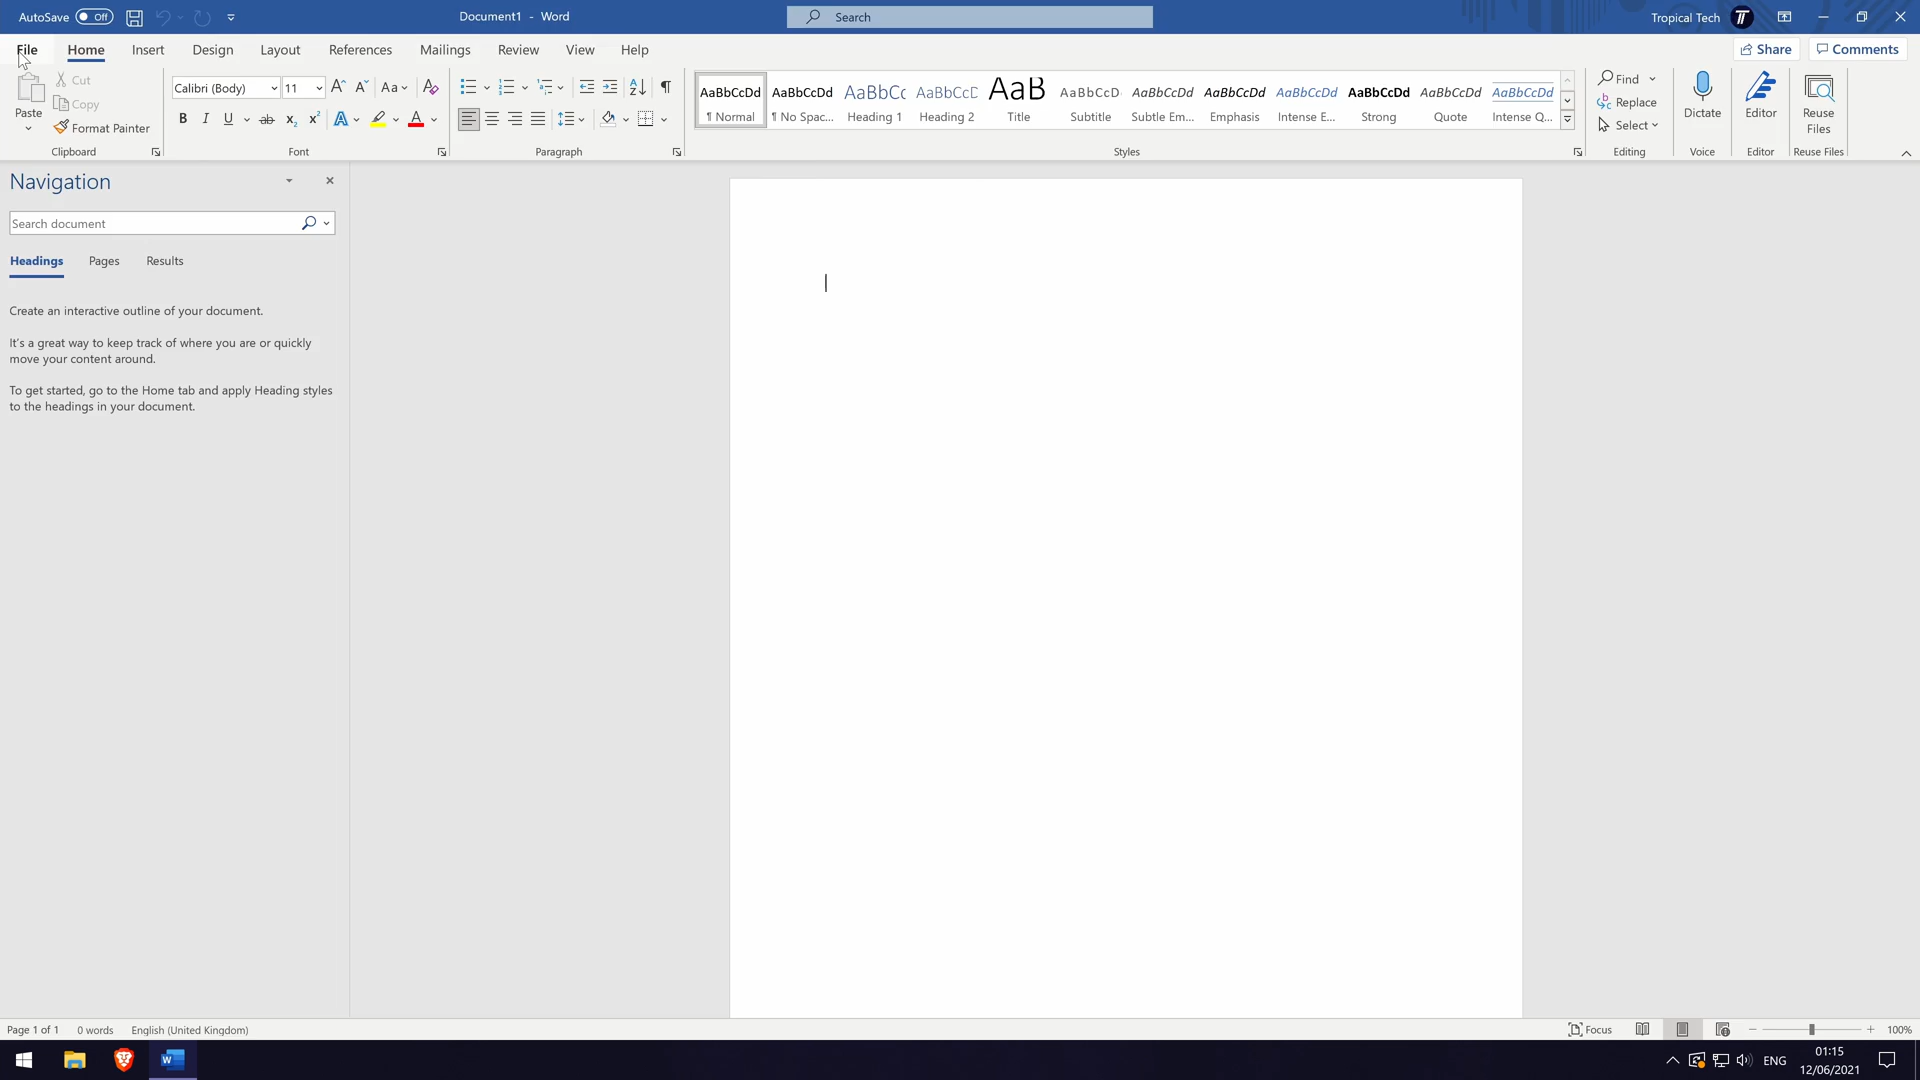 AutoSave Off
Document1 - Word
Search
Tropical Tech
File Home Insert Design Layout References Mailings Review View Help
Share Comments
Paste
Cut
Copy
Format Painter
Clipboard
Calibri (Body) 11
Aa
B I U ab x₂ x² A A
Font
Paragraph
AaBbCcDd AaBbCcDd AaBbCc AaBbCcD AaB AaBbCcD AaBbCcDd AaBbCcDd AaBbCcDd AaBbCcDd AaBbCcDd AaBbCcDd
¶ Normal ¶ No Spac... Heading 1 Heading 2 Title Subtitle Subtle Em... Emphasis Intense E... Strong Quote Intense Q...
Styles
Find
Replace
Select
Editing
Dictate
Voice
Editor
Editor
Reuse
Files
Reuse Files
Navigation
Search document
Headings Pages Results
Create an interactive outline of your document.
It's a great way to keep track of where you are or quickly
move your content around.
To get started, go to the Home tab and apply Heading styles
to the headings in your document.
Page 1 of 1 0 words English (United Kingdom)
Focus
100%
ENG
01:15
12/06/2021